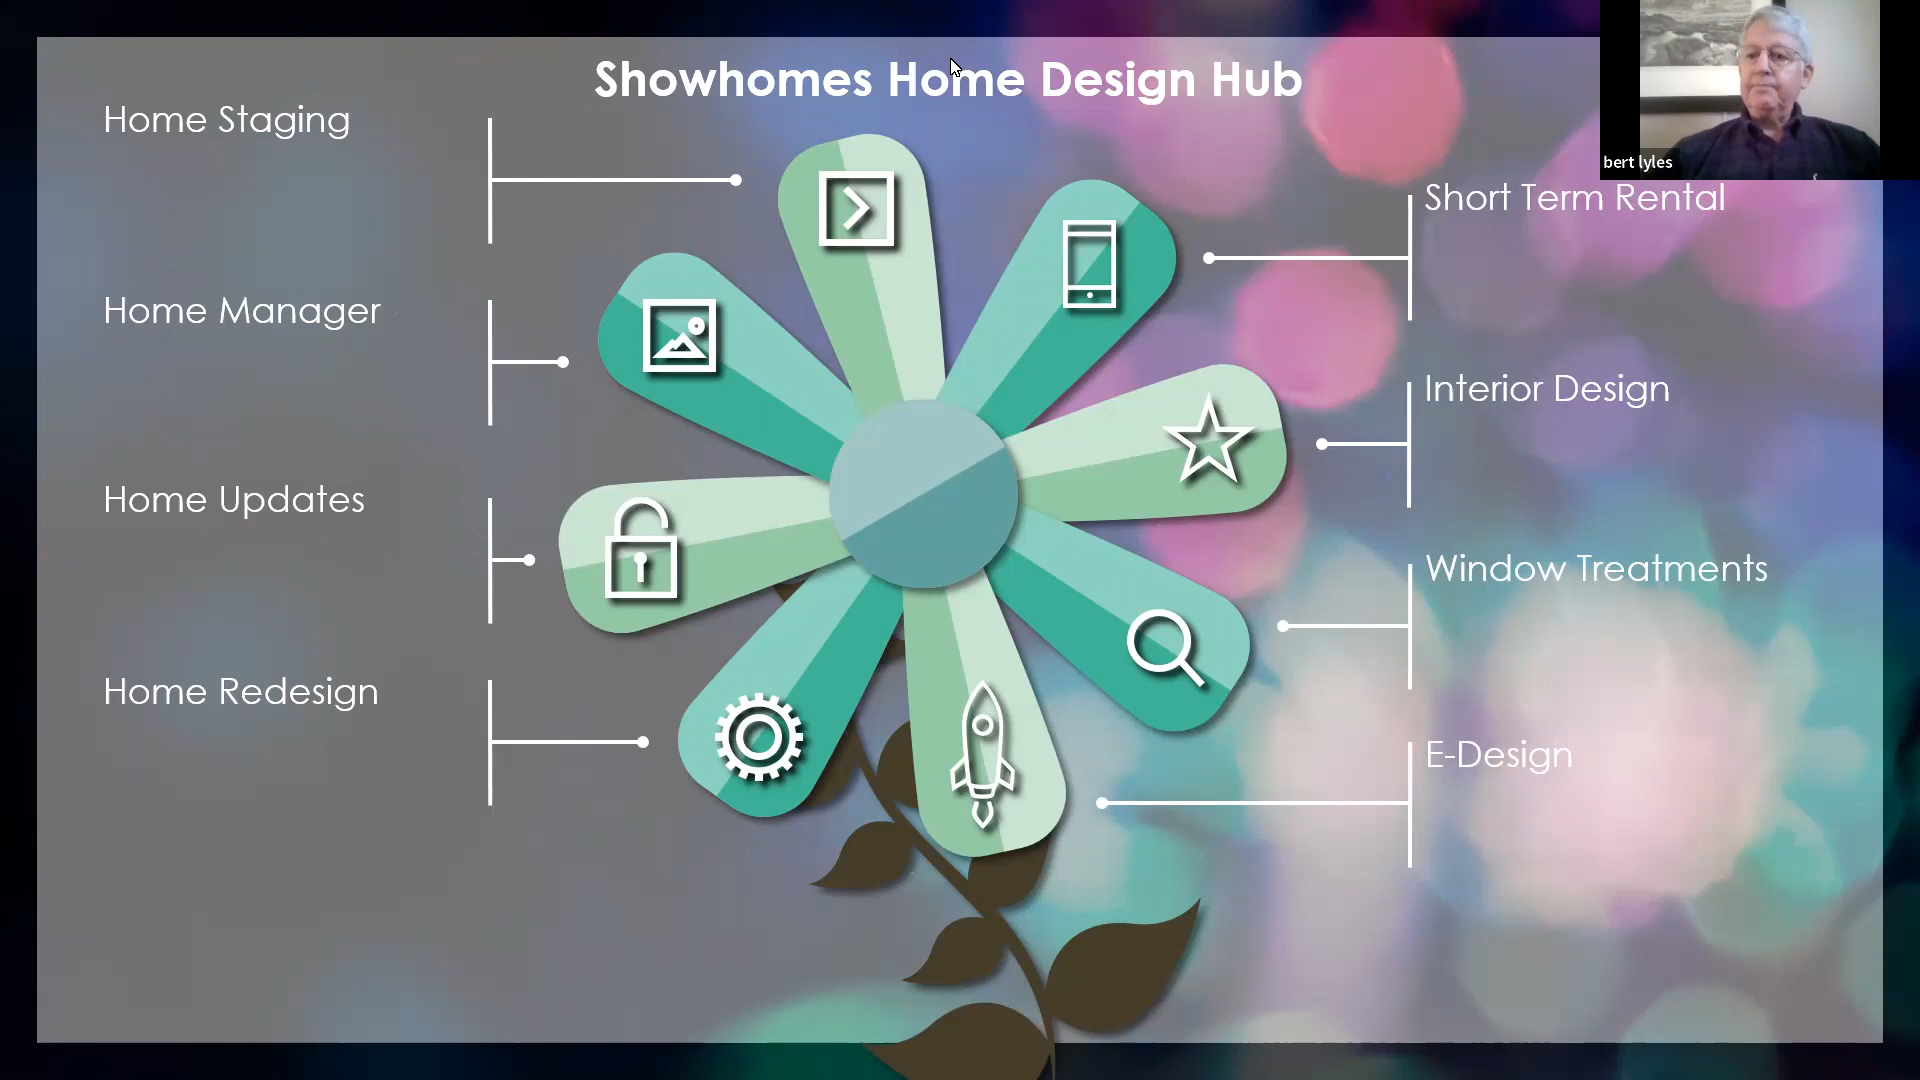 Showhomes Home Design Hub
bert lyles
Home Staging
Home Manager
Home Updates
Home Redesign
Short Term Rental
Interior Design
Window Treatments
E-Design